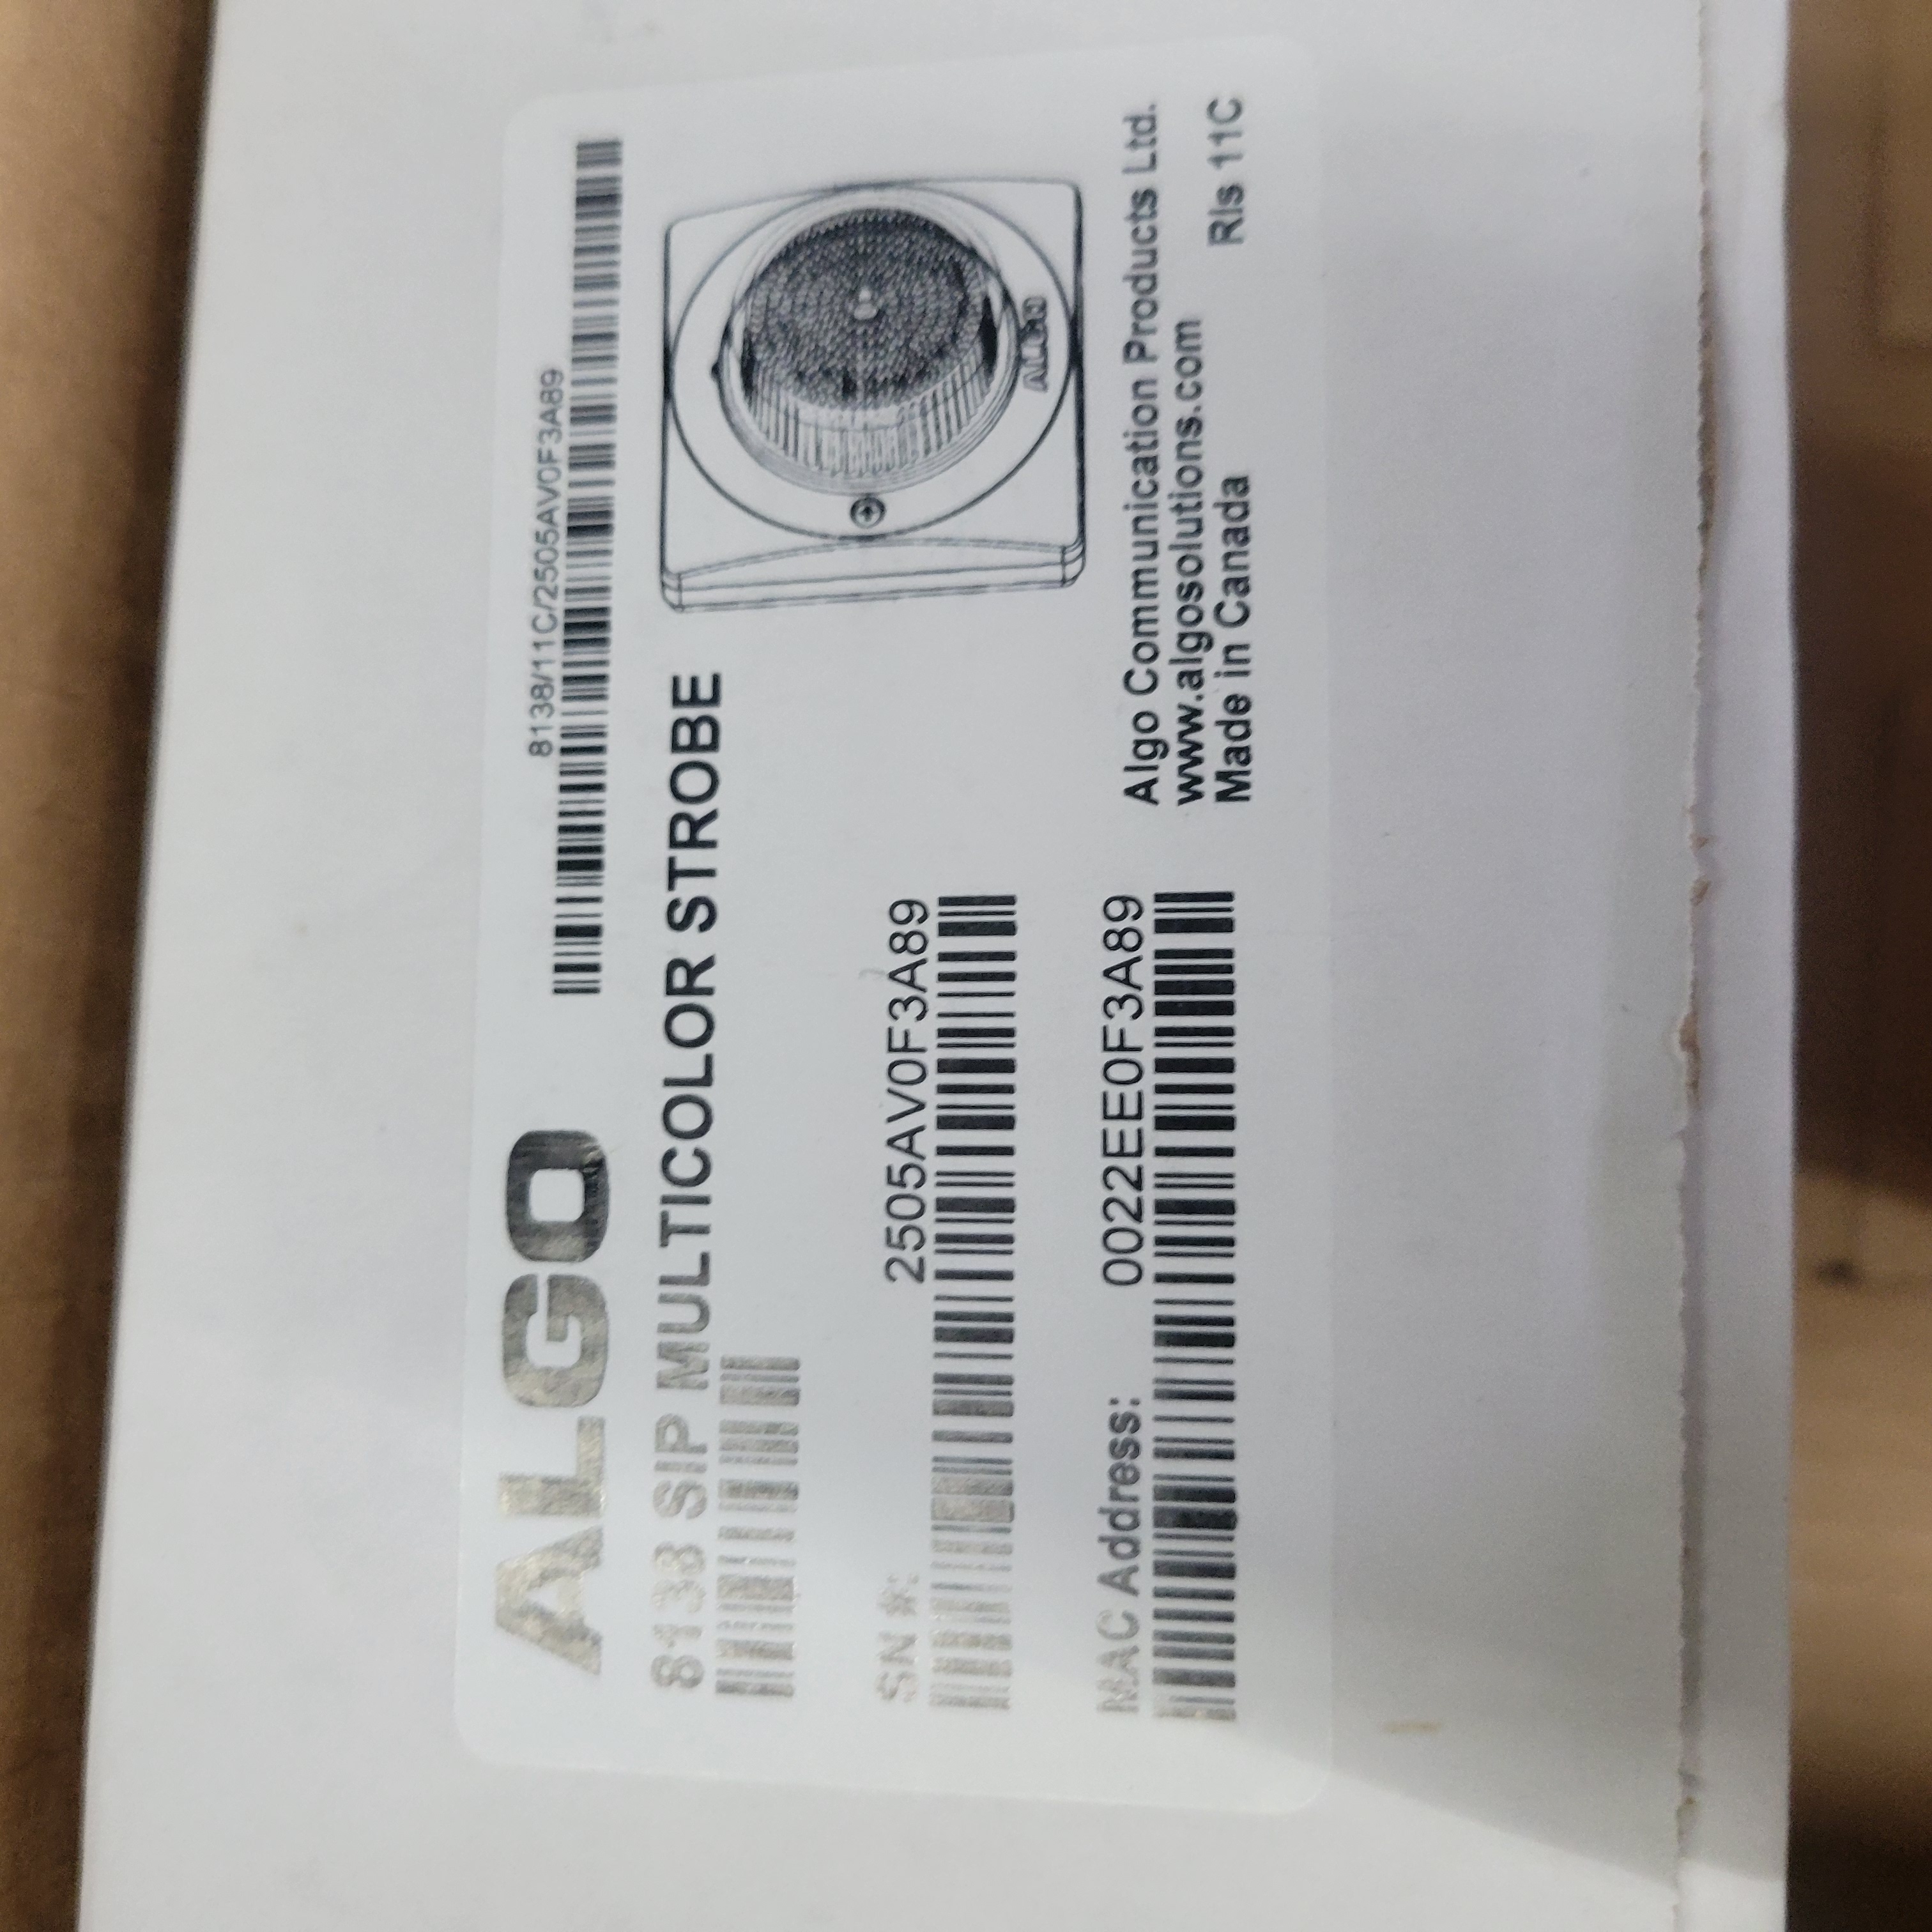 ALGO
8138/11C/2505AV0F3A89
8138 SIP MULTICOLOR STROBE
ALGO
SN #:
2505AV0F3A89
MAC Address:
0022EE0F3A89
Algo Communication Products Ltd.
www.algosolutions.com
Made in Canada
Rls 11C